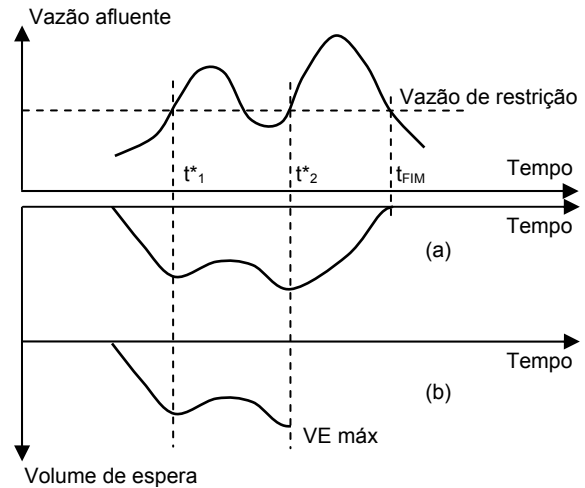 Vazão afluente
Vazão de restrição
t*1
t*2
tFIM
Tempo
Tempo
(a)
Tempo
(b)
VE máx
Volume de espera